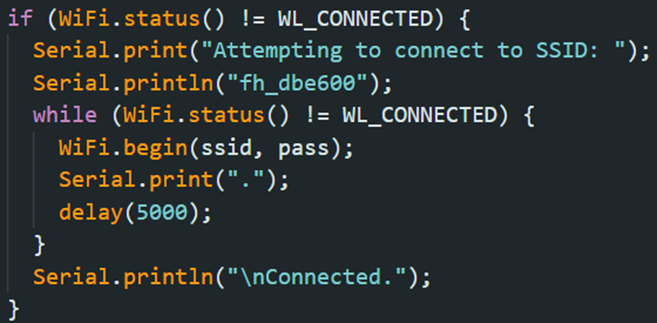 if (WiFi.status() != WL_CONNECTED) {
  Serial.print("Attempting to connect to SSID: ");
  Serial.println("fh_dbe600");
  while (WiFi.status() != WL_CONNECTED) {
    WiFi.begin(ssid, pass);
    Serial.print(".");
    delay(5000);
  }
  Serial.println("\nConnected.");
}